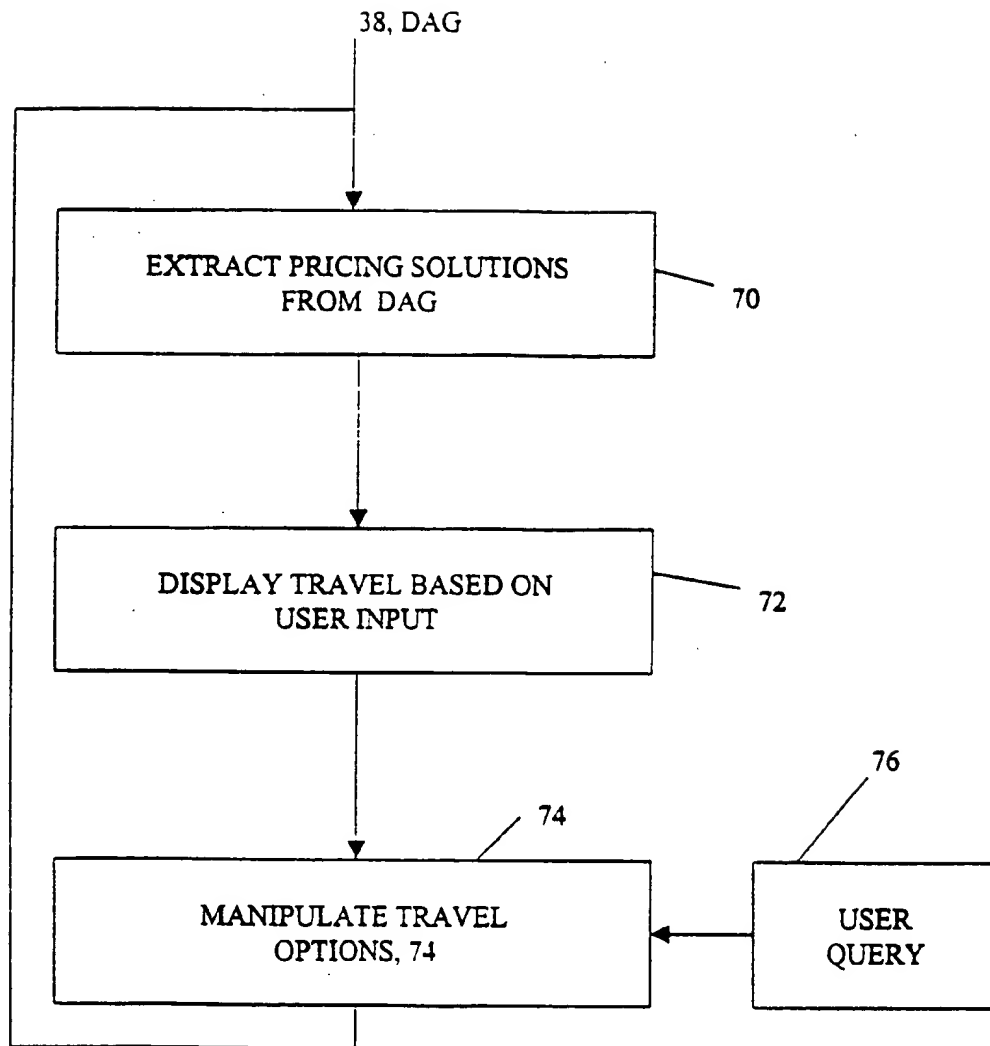 38, DAG
EXTRACT PRICING SOLUTIONS
FROM DAG
70
DISPLAY TRAVEL BASED ON
USER INPUT
72
76
74
MANIPULATE TRAVEL
OPTIONS, 74
USER
QUERY